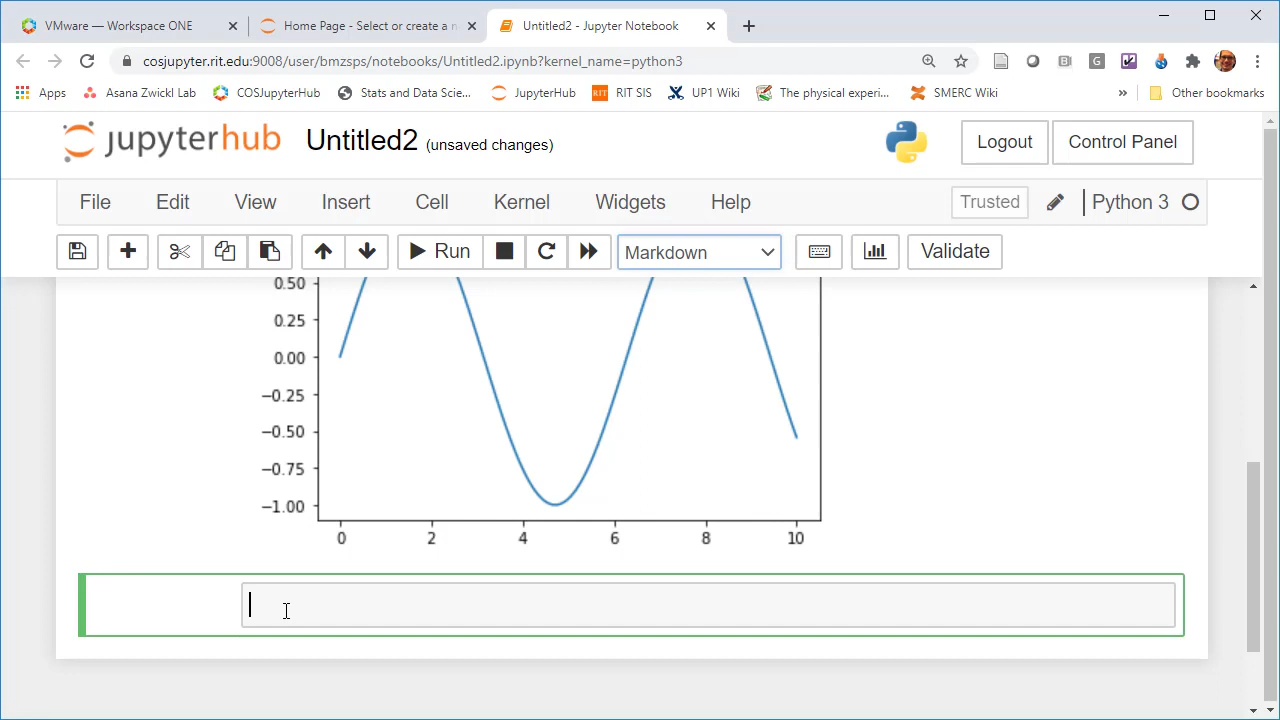 VMware — Workspace ONE
Home Page - Select or create a n
Untitled2 - Jupyter Notebook
cosjupyter.rit.edu:9008/user/bmzsps/notebooks/Untitled2.ipynb?kernel_name=python3
Apps
Asana Zwickl Lab
COSJupyterHub
Stats and Data Scie...
JupyterHub
RIT
RIT SIS
UP1 Wiki
The physical experi...
SMERC Wiki
»
Other bookmarks
jupyterhub
Untitled2 (unsaved changes)
Logout
Control Panel
File
Edit
View
Insert
Cell
Kernel
Widgets
Help
Trusted
Python 3
Run
Markdown
Validate
0.50
0.25
0.00
−0.25
−0.50
−0.75
−1.00
0 2 4 6 8 10